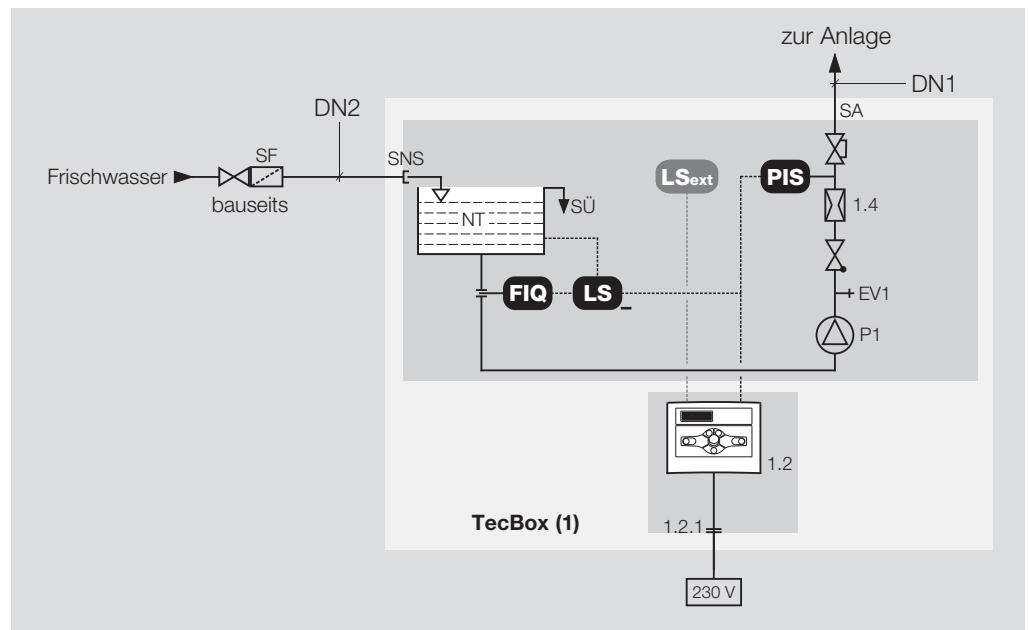 zur Anlage
DN1
DN2
SA
SF
SNS
Frischwasser
LSext
PIS
bauseits
NT
SÜ
1.4
FIQ
LS
EV1
P1
1.2
TecBox (1)
1.2.1
230 V